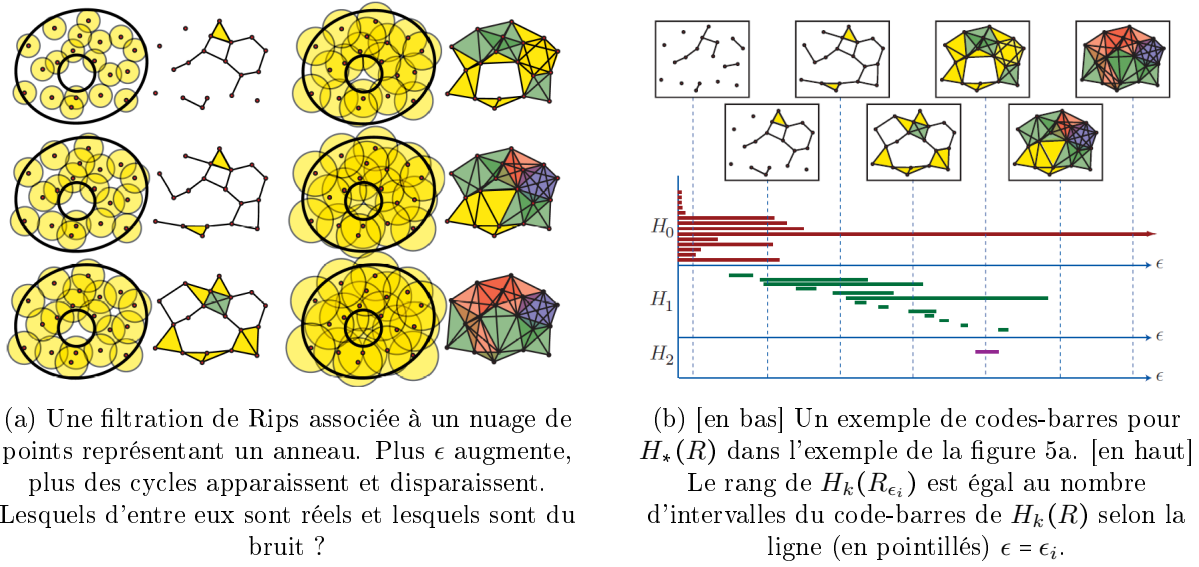 H₀
ϵ
H₁
ϵ
H₂
ϵ
(a) Une filtration de Rips associée à un nuage de
points représentant un anneau. Plus ϵ augmente,
plus des cycles apparaissent et disparaissent.
Lesquels d'entre eux sont réels et lesquels sont du
bruit ?
(b) [en bas] Un exemple de codes-barres pour
H∗(R) dans l'exemple de la figure 5a. [en haut]
Le rang de Hₖ(R_ϵᵢ) est égal au nombre
d'intervalles du code-barres de Hₖ(R) selon la
ligne (en pointillés) ϵ = ϵᵢ.